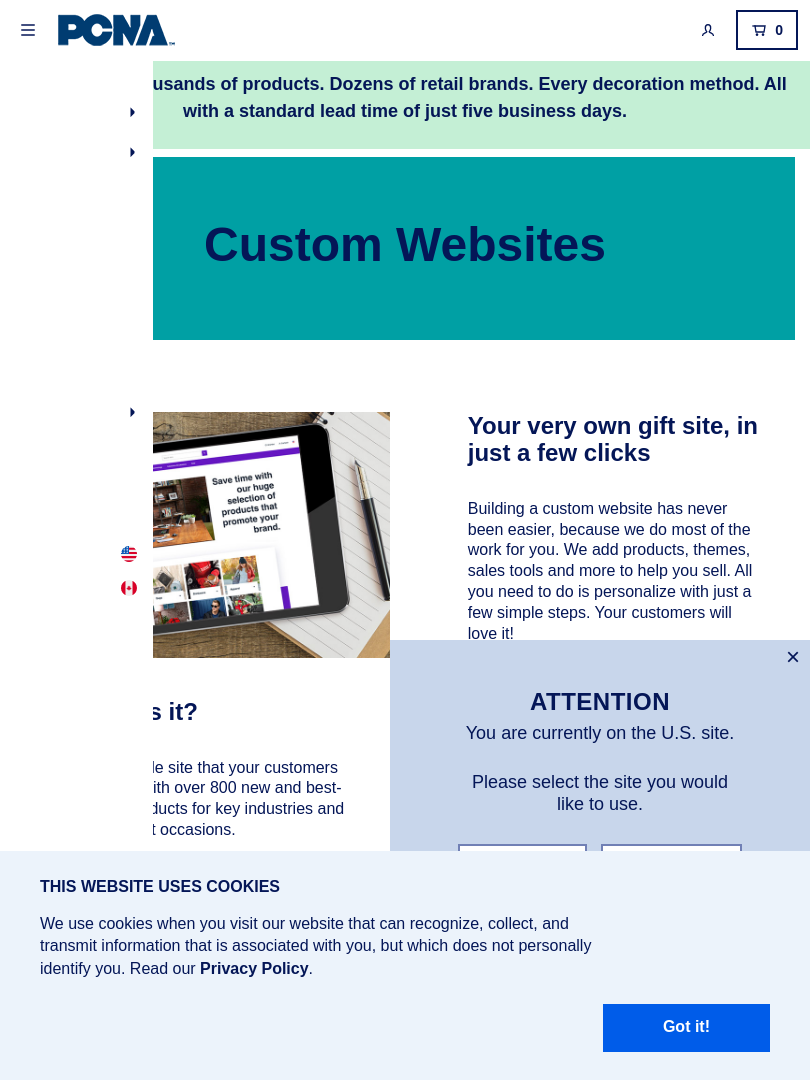 PCNA
0
of products. Dozens of retail brands. Every decoration method. All
with a standard lead time of just five business days.
Custom Websites
Save time with
our huge
selection of
products that
promote your
brand.
Your very own gift site, in
just a few clicks
Building a custom website has never
been easier, because we do most of the
work for you. We add products, themes,
sales tools and more to help you sell. All
you need to do is personalize with just a
few simple steps. Your customers will
love it!
it?
site that your customers
with over 800 new and best-
for key industries and
occasions.
ATTENTION
You are currently on the U.S. site.
Please select the site you would
like to use.
THIS WEBSITE USES COOKIES
We use cookies when you visit our website that can recognize, collect, and
transmit information that is associated with you, but which does not personally
identify you. Read our Privacy Policy.
Got it!